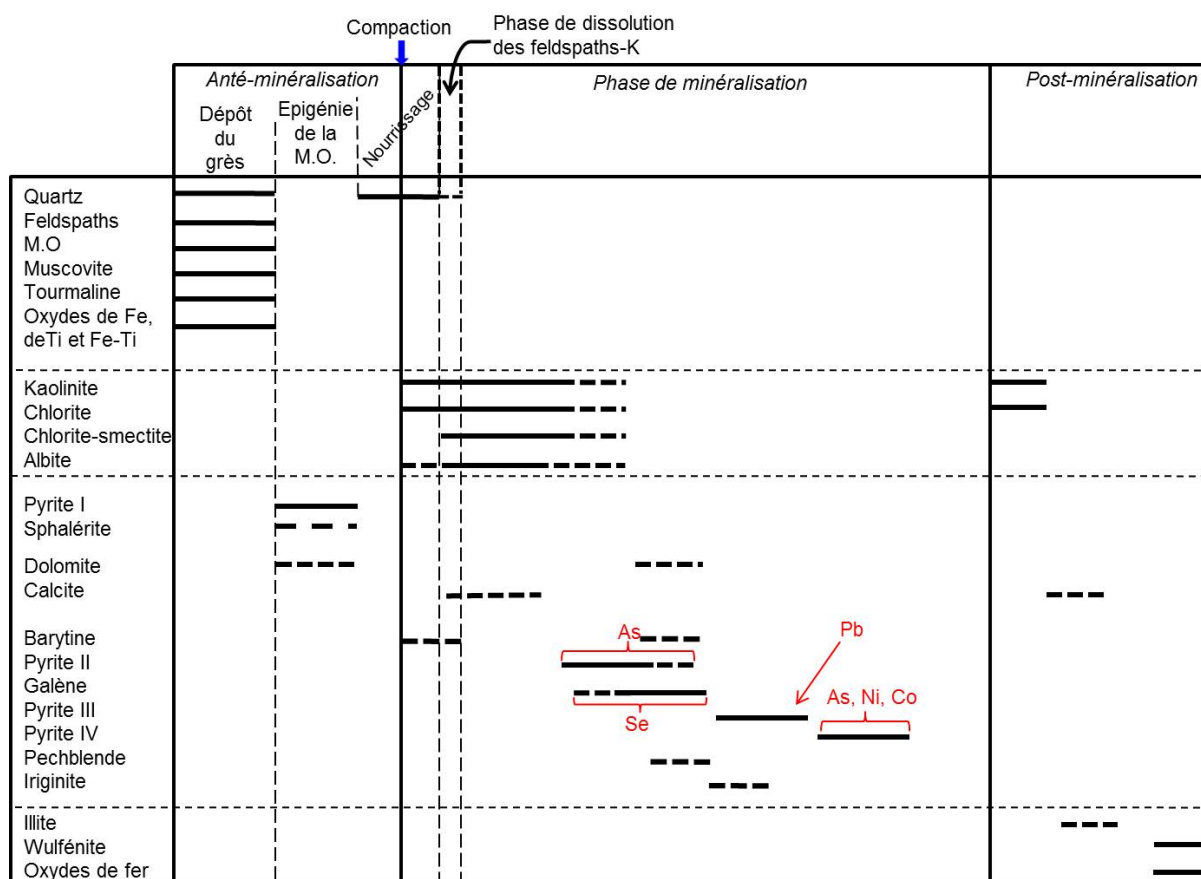 Compaction
Phase de dissolution
des feldspaths-K
Anté-minéralisation
Phase de minéralisation
Post-minéralisation
Dépôt
du
grès
Epigénie
de la
M.O.
Nourrissage
Quartz
Feldspaths
M.O
Muscovite
Tourmaline
Oxydes de Fe,
deTi et Fe-Ti
Kaolinite
Chlorite
Chlorite-smectite
Albite
Pyrite I
Sphalérite
Dolomite
Calcite
Barytine
As
Pb
Pyrite II
Galène
Pyrite III
Se
As, Ni, Co
Pyrite IV
Pechblende
Iriginite
Illite
Wulfénite
Oxydes de fer